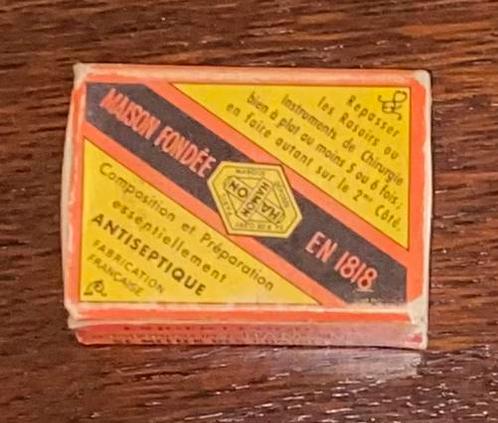 Repasser
les Rasoirs ou
Instruments de Chirurgie
bien à plat au moins 5 ou 6 fois;
en faire autant sur le 2me Côté.
MAISON FONDÉE
EN 1818
HAMON
Composition et Préparation
essentiellement
ANTISEPTIQUE
FABRICATION
FRANÇAISE